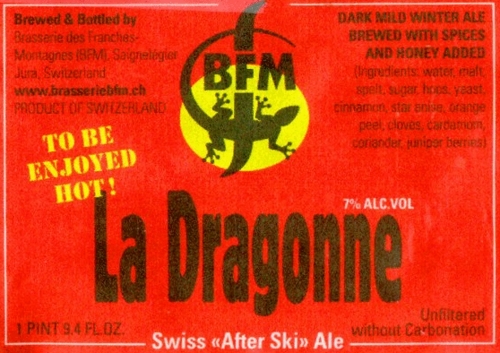 Brewed & Bottled by
Brasserie des Franches-
Montagnes (BFM), Saignelégier
Jura, Switzerland
www.brasseriebfm.ch
PRODUCT OF SWITZERLAND
DARK MILD WINTER ALE
BREWED WITH SPICES
AND HONEY ADDED
(Ingredients: water, malt,
spelt, sugar, hops, yeast,
cinnamon, star anise, orange
peel, cloves, cardamom,
coriander, juniper berries)
BFM
TO BE
ENJOYED
HOT!
7% ALC.VOL
La Dragonne
1 PINT 9.4 FL.OZ.
Unfiltered
without Carbonation
Swiss «After Ski» Ale